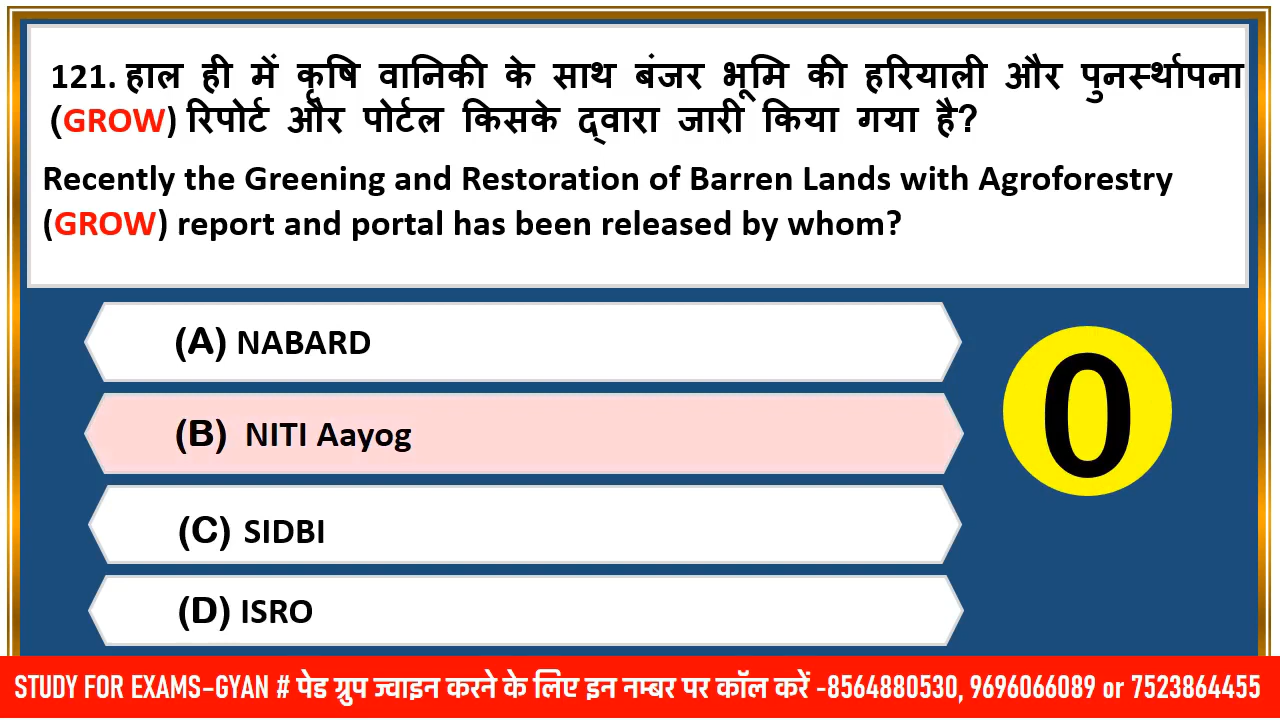 121. हाल ही में कृषि वानिकी के साथ बंजर भूमि की हरियाली और पुनर्स्थापना
(GROW) रिपोर्ट और पोर्टल किसके द्वारा जारी किया गया है?
Recently the Greening and Restoration of Barren Lands with Agroforestry
(GROW) report and portal has been released by whom?
(A) NABARD
(B) NITI Aayog
0
(C) SIDBI
(D) ISRO
STUDY FOR EXAMS-GYAN # पेड ग्रुप ज्वाइन करने के लिए इन नम्बर पर कॉल करें -8564880530, 9696066089 or 7523864455